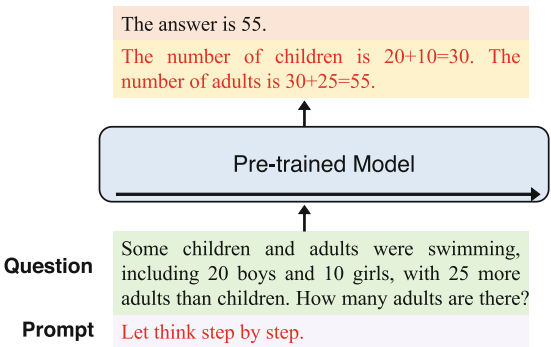 The answer is 55.
The number of children is 20+10=30. The
number of adults is 30+25=55.
Pre-trained Model
Question
Some children and adults were swimming,
including 20 boys and 10 girls, with 25 more
adults than children. How many adults are there?
Prompt
Let think step by step.